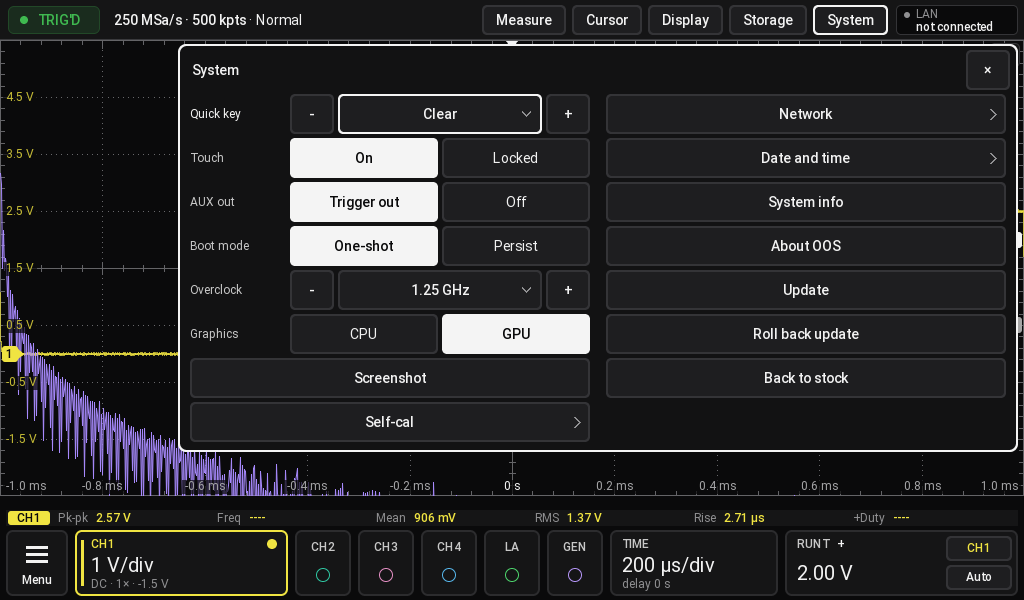 TRIG'D 250 MSa/s · 500 kpts · Normal Measure Cursor Display Storage System LAN
not connected
System ×
Quick key - Clear + Network
Touch On Locked Date and time
AUX out Trigger out Off System info
Boot mode One-shot Persist About OOS
Overclock - 1.25 GHz + Update
Graphics CPU GPU Roll back update
Screenshot Back to stock
Self-cal
4.5 V
3.5 V
2.5 V
1.5 V
0.5 V
1
-0.5 V
-1.5 V
-1.0 ms -0.8 ms -0.6 ms -0.4 ms -0.2 ms 0 s 0.2 ms 0.4 ms 0.6 ms 0.8 ms 1.0 ms
CH1 Pk-pk 2.57 V Freq ---- Mean 906 mV RMS 1.37 V Rise 2.71 µs +Duty ----
Menu
CH1
1 V/div
DC · 1× · -1.5 V
CH2 CH3 CH4 LA GEN
TIME
200 µs/div
delay 0 s
RUNT + CH1
2.00 V Auto